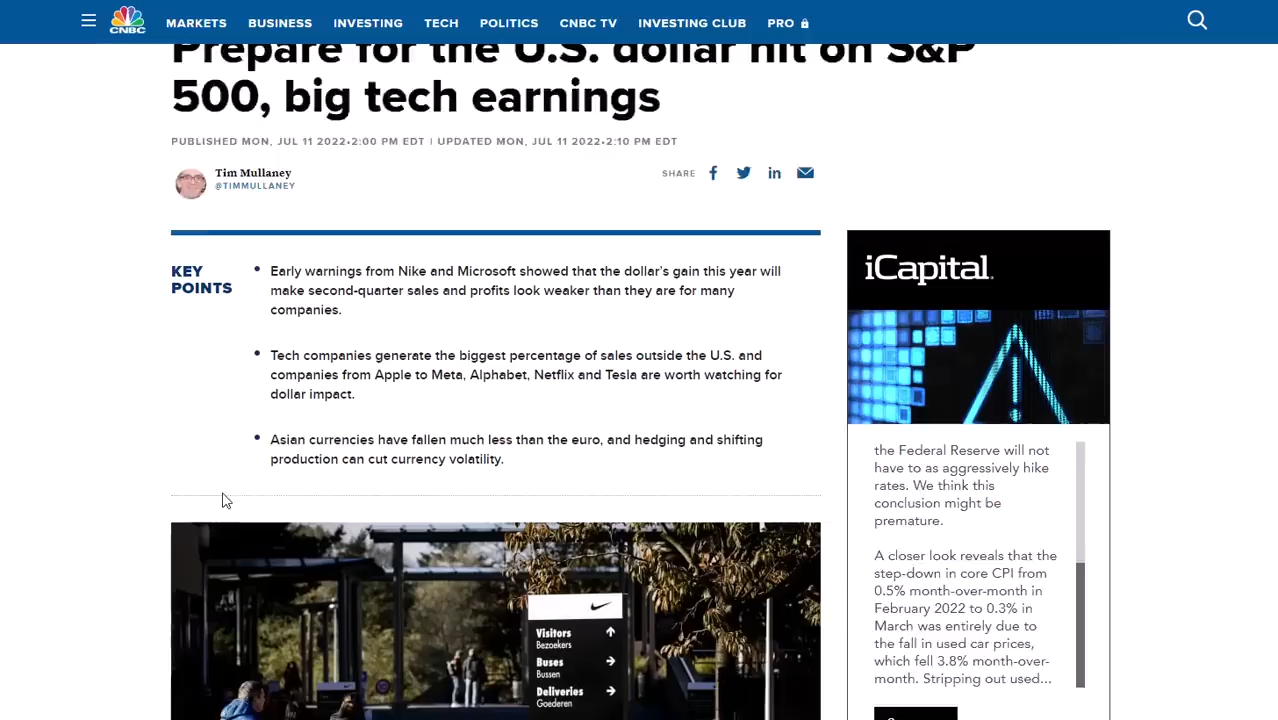 CNBC
MARKETS
BUSINESS
INVESTING
TECH
POLITICS
CNBC TV
INVESTING CLUB
PRO
Prepare for the U.S. dollar hit on S&P
500, big tech earnings
PUBLISHED MON, JUL 11 2022•2:00 PM EDT | UPDATED MON, JUL 11 2022•2:10 PM EDT
Tim Mullaney
@TIMMULLANEY
SHARE
KEY
POINTS
• Early warnings from Nike and Microsoft showed that the dollar's gain this year will
make second-quarter sales and profits look weaker than they are for many
companies.
• Tech companies generate the biggest percentage of sales outside the U.S. and
companies from Apple to Meta, Alphabet, Netflix and Tesla are worth watching for
dollar impact.
• Asian currencies have fallen much less than the euro, and hedging and shifting
production can cut currency volatility.
Visitors
Bezoekers
Buses
Bussen
Deliveries
Goederen
iCapital.
the Federal Reserve will not
have to as aggressively hike
rates. We think this
conclusion might be
premature.
A closer look reveals that the
step-down in core CPI from
0.5% month-over-month in
February 2022 to 0.3% in
March was entirely due to
the fall in used car prices,
which fell 3.8% month-over-
month. Stripping out used...